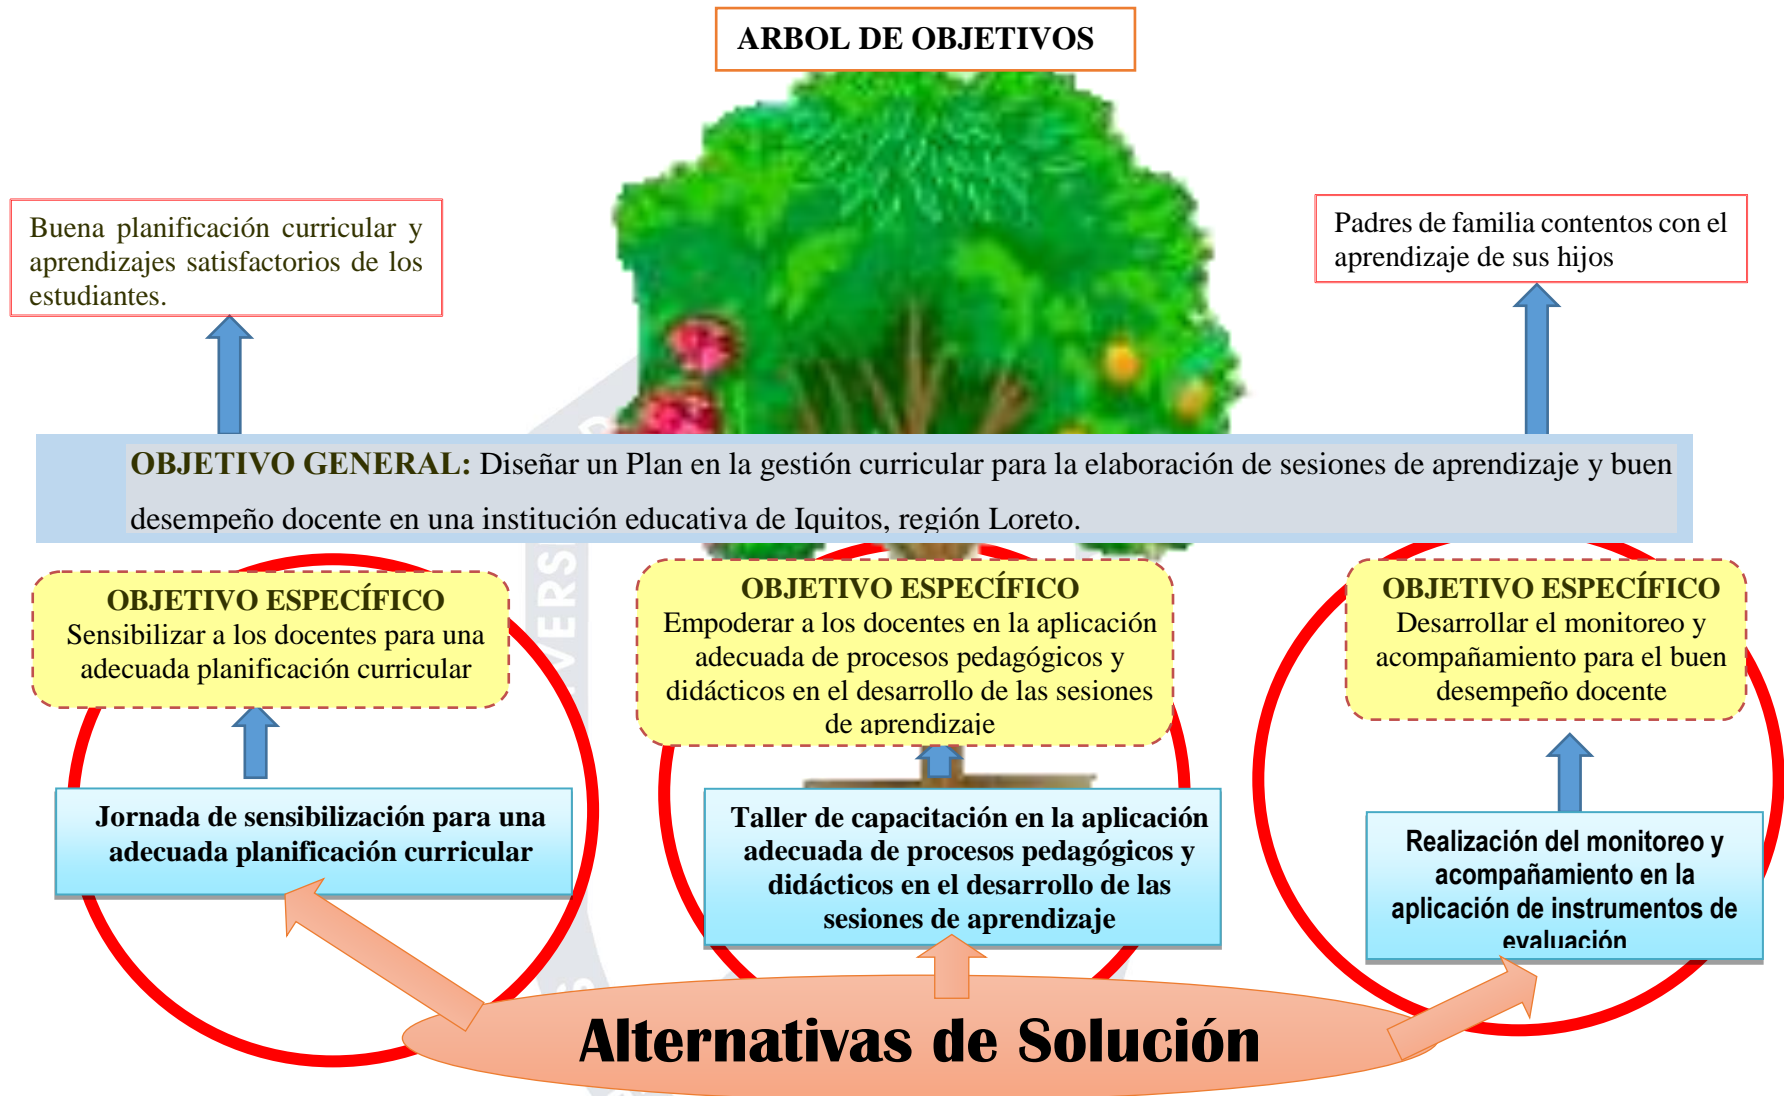 ARBOL DE OBJETIVOS
Buena planificación curricular y
aprendizajes satisfactorios de los
estudiantes.
Padres de familia contentos con el
aprendizaje de sus hijos
OBJETIVO GENERAL: Diseñar un Plan en la gestión curricular para la elaboración de sesiones de aprendizaje y buen
desempeño docente en una institución educativa de Iquitos, región Loreto.
OBJETIVO ESPECÍFICO
Sensibilizar a los docentes para una
adecuada planificación curricular
OBJETIVO ESPECÍFICO
Empoderar a los docentes en la aplicación
adecuada de procesos pedagógicos y
didácticos en el desarrollo de las sesiones
de aprendizaje
OBJETIVO ESPECÍFICO
Desarrollar el monitoreo y
acompañamiento para el buen
desempeño docente
Jornada de sensibilización para una
adecuada planificación curricular
Taller de capacitación en la aplicación
adecuada de procesos pedagógicos y
didácticos en el desarrollo de las
sesiones de aprendizaje
Realización del monitoreo y
acompañamiento en la
aplicación de instrumentos de
evaluación
Alternativas de Solución